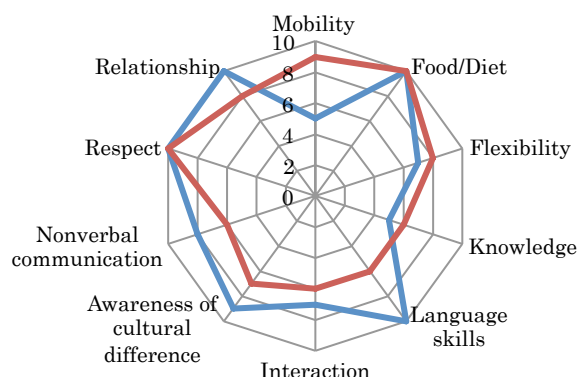 Mobility
10
8
6
4
2
0
Food/Diet
Flexibility
Knowledge
Language
skills
Interaction
Awareness of
cultural
difference
Nonverbal
communication
Respect
Relationship